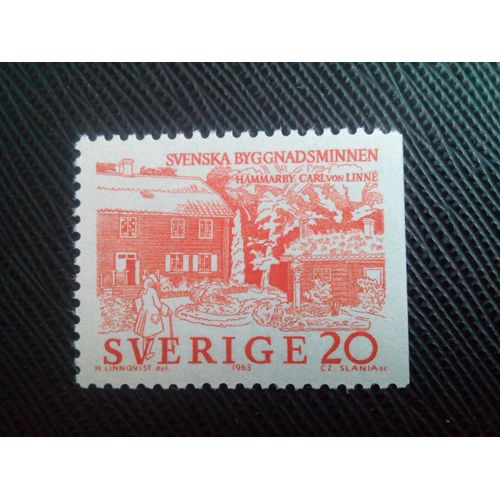 SVENSKA BYGGNADSMINNEN
HAMMARBY CARL VON LINNÉ
SVERIGE 20
H. LINNQVIST del. 1963 CZ. SLANIA sc.